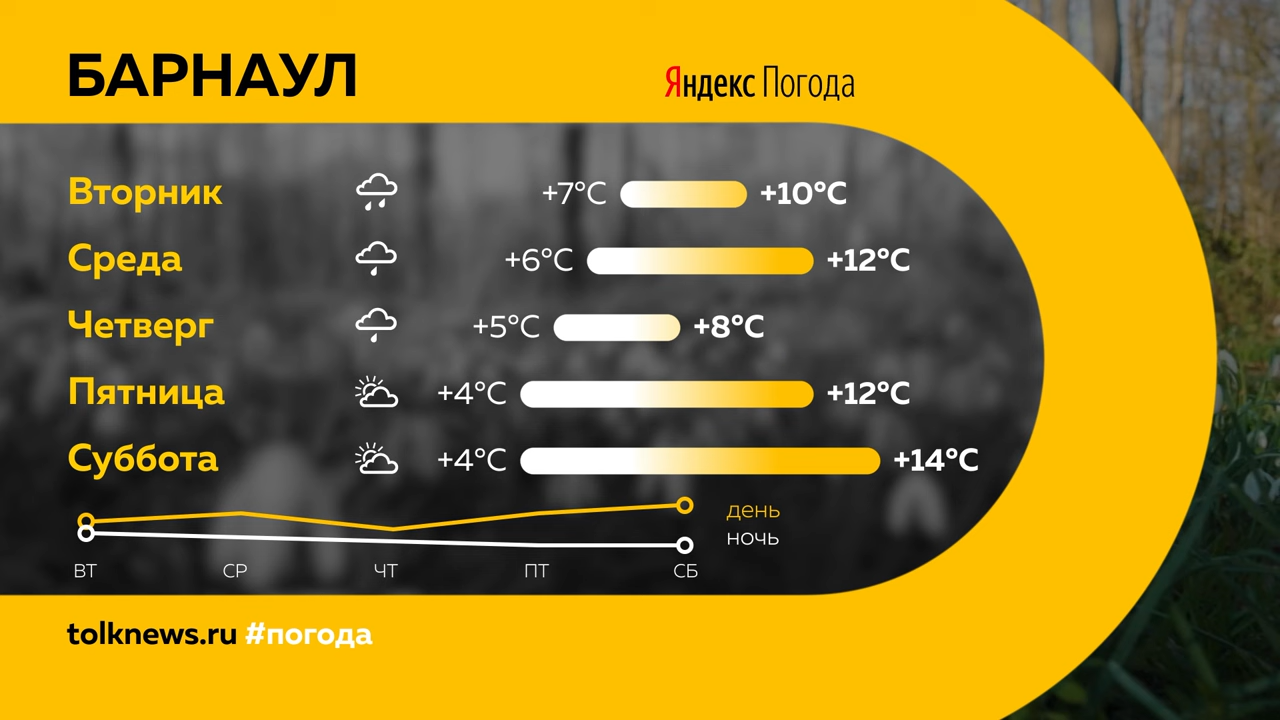 БАРНАУЛ
Яндекс Погода
Вторник +7°C +10°C
Среда +6°C +12°C
Четверг +5°C +8°C
Пятница +4°C +12°C
Суббота +4°C +14°C
день
ночь
ВТ СР ЧТ ПТ СБ
tolknews.ru #погода